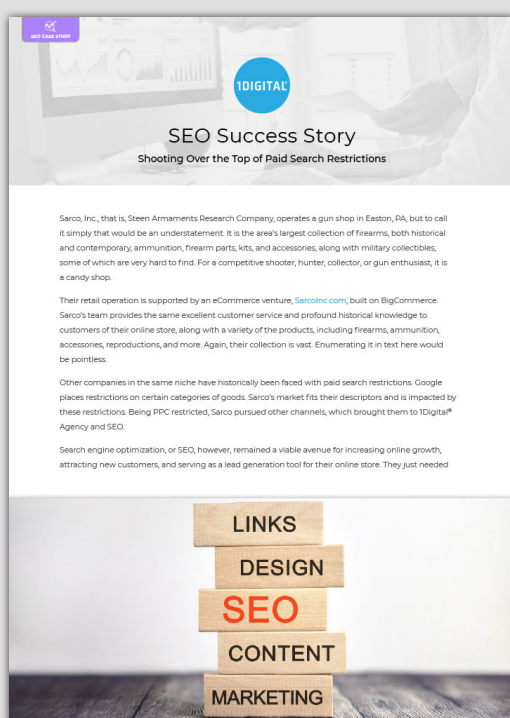 SEO CASE STUDY
1DIGITAL®
SEO Success Story
Shooting Over the Top of Paid Search Restrictions
Sarco, Inc., that is, Steen Armaments Research Company, operates a gun shop in Easton, PA, but to call
it simply that would be an understatement. It is the area's largest collection of firearms, both historical
and contemporary, ammunition, firearm parts, kits, and accessories, along with military collectibles,
some of which are very hard to find. For a competitive shooter, hunter, collector, or gun enthusiast, it is
a candy shop.
Their retail operation is supported by an eCommerce venture, SarcoInc.com, built on BigCommerce.
Sarco's team provides the same excellent customer service and profound historical knowledge to
customers of their online store, along with a variety of the products, including firearms, ammunition,
accessories, reproductions, and more. Again, their collection is vast. Enumerating it in text here would
be pointless.
Other companies in the same niche have historically been faced with paid search restrictions. Google
places restrictions on certain categories of goods. Sarco's market fits their descriptors and is impacted by
these restrictions. Being PPC restricted, Sarco pursued other channels, which brought them to 1Digital®
Agency and SEO.
Search engine optimization, or SEO, however, remained a viable avenue for increasing online growth,
attracting new customers, and serving as a lead generation tool for their online store. They just needed
LINKS
DESIGN
SEO
CONTENT
MARKETING